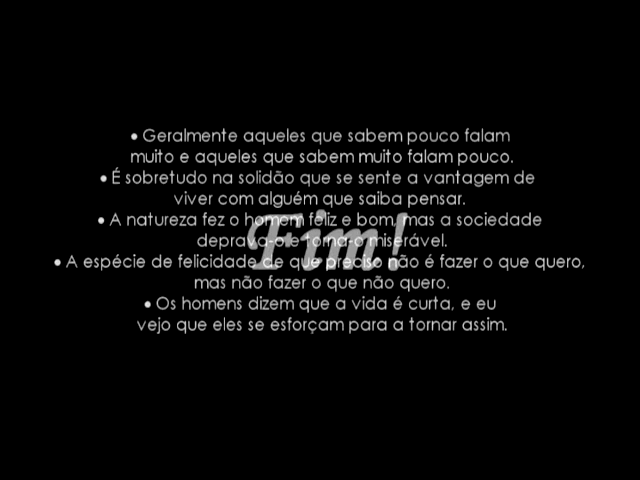 • Geralmente aqueles que sabem pouco falam
muito e aqueles que sabem muito falam pouco.
• É sobretudo na solidão que se sente a vantagem de
viver com alguém que saiba pensar.
• A natureza fez o homem feliz e bom, mas a sociedade
deprava-o e torna-o miserável.
Fim!
• A espécie de felicidade de que preciso não é fazer o que quero,
mas não fazer o que não quero.
• Os homens dizem que a vida é curta, e eu
vejo que eles se esforçam para a tornar assim.